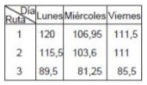 Día
Ruta Lunes Miércoles Viernes
1 120 106,95 111,5
2 115,5 103,6 111
3 89,5 81,25 85,5